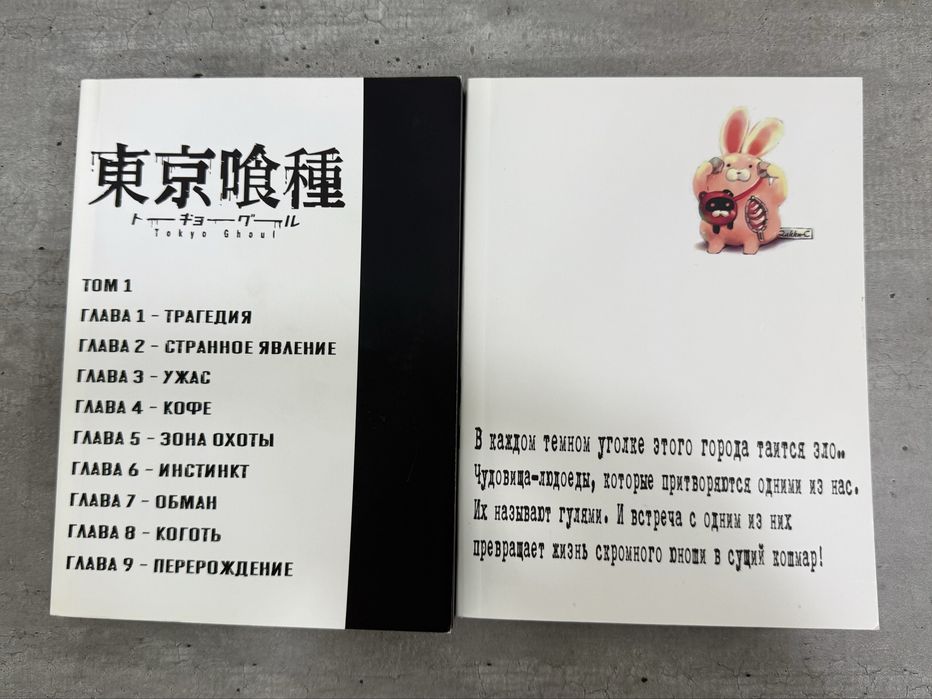 東京喰種
トーキョーグール
Tokyo Ghoul
ТОМ 1
ГЛАВА 1 - ТРАГЕДИЯ
ГЛАВА 2 - СТРАННОЕ ЯВЛЕНИЕ
ГЛАВА 3 - УЖАС
ГЛАВА 4 - КОФЕ
ГЛАВА 5 - ЗОНА ОХОТЫ
ГЛАВА 6 - ИНСТИНКТ
ГЛАВА 7 - ОБМАН
ГЛАВА 8 - КОГОТЬ
ГЛАВА 9 - ПЕРЕРОЖДЕНИЕ
В каждом темном уголке этого города таится зло..
Чудовища-людоеды, которые притворяются одними из нас.
Их называют гулями. И встреча с одним из них
превращает жизнь скромного юноши в сущий кошмар!